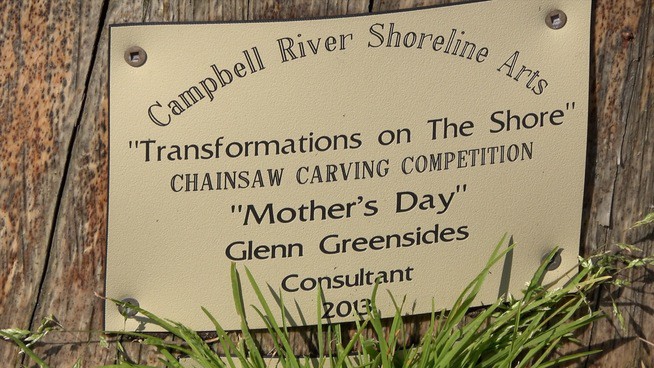 Campbell River Shoreline Arts
"Transformations on The Shore"
CHAINSAW CARVING COMPETITION
"Mother's Day"
Glenn Greensides
Consultant
2013